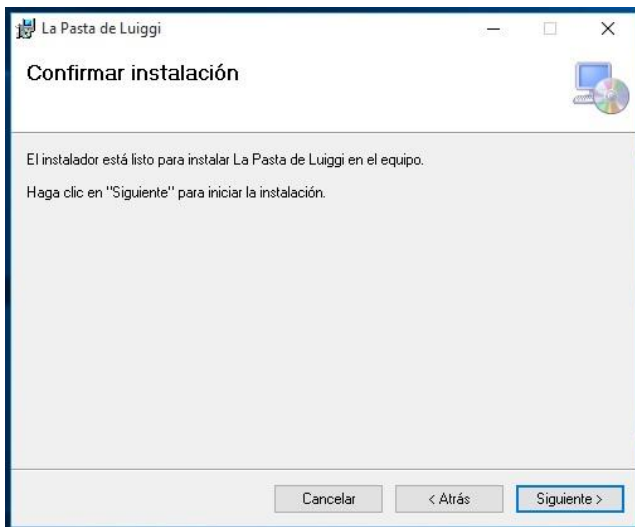 La Pasta de Luiggi
Confirmar instalación
El instalador está listo para instalar La Pasta de Luiggi en el equipo.
Haga clic en "Siguiente" para iniciar la instalación.
Cancelar
< Atrás
Siguiente >